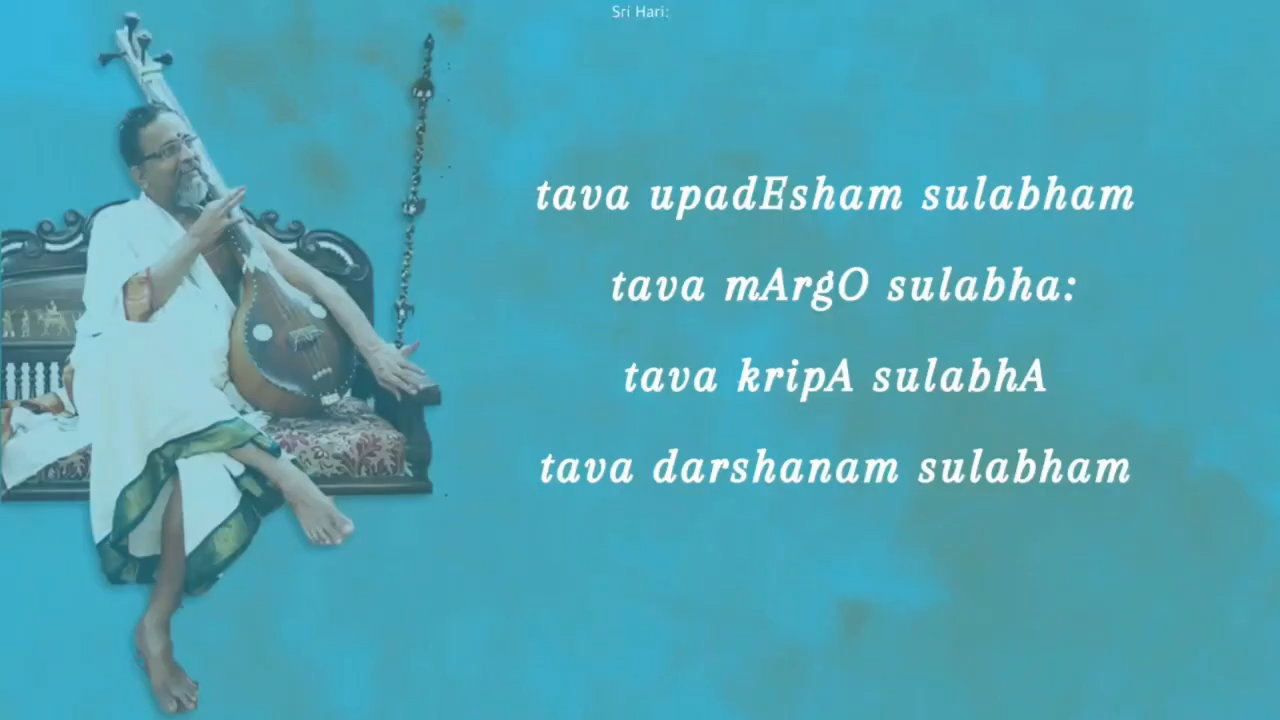 Sri Hari:
tava upadEsham sulabham
tava mArgO sulabha:
tava kripA sulabhA
tava darshanam sulabham